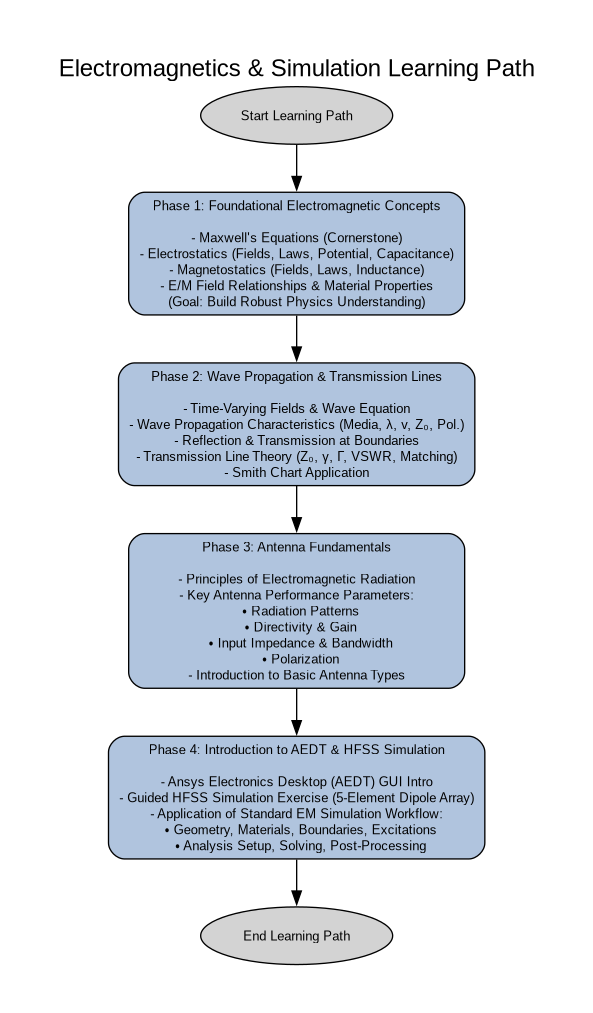 Electromagnetics & Simulation Learning Path
Start Learning Path
Phase 1: Foundational Electromagnetic Concepts
- Maxwell's Equations (Cornerstone)
- Electrostatics (Fields, Laws, Potential, Capacitance)
- Magnetostatics (Fields, Laws, Inductance)
- E/M Field Relationships & Material Properties
(Goal: Build Robust Physics Understanding)
Phase 2: Wave Propagation & Transmission Lines
- Time-Varying Fields & Wave Equation
- Wave Propagation Characteristics (Media, λ, v, Z₀, Pol.)
- Reflection & Transmission at Boundaries
- Transmission Line Theory (Z₀, γ, Γ, VSWR, Matching)
- Smith Chart Application
Phase 3: Antenna Fundamentals
- Principles of Electromagnetic Radiation
- Key Antenna Performance Parameters:
• Radiation Patterns
• Directivity & Gain
• Input Impedance & Bandwidth
• Polarization
- Introduction to Basic Antenna Types
Phase 4: Introduction to AEDT & HFSS Simulation
- Ansys Electronics Desktop (AEDT) GUI Intro
- Guided HFSS Simulation Exercise (5-Element Dipole Array)
- Application of Standard EM Simulation Workflow:
• Geometry, Materials, Boundaries, Excitations
• Analysis Setup, Solving, Post-Processing
End Learning Path